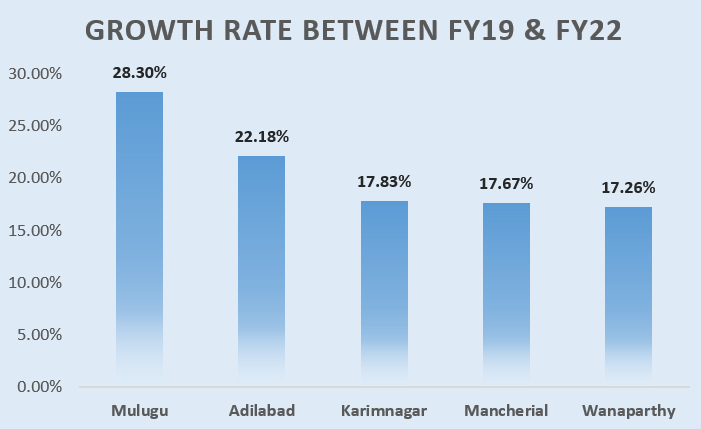 GROWTH RATE BETWEEN FY19 & FY22
30.00%
25.00%
20.00%
15.00%
10.00%
5.00%
0.00%
28.30%
22.18%
17.83%
17.67%
17.26%
Mulugu
Adilabad
Karimnagar
Mancherial
Wanaparthy